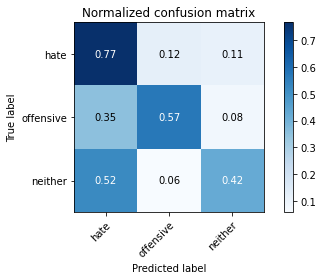 Normalized confusion matrix
True label
hate
0.77 0.12 0.11
offensive
0.35 0.57 0.08
neither
0.52 0.06 0.42
hate
offensive
neither
Predicted label
0.7
0.6
0.5
0.4
0.3
0.2
0.1